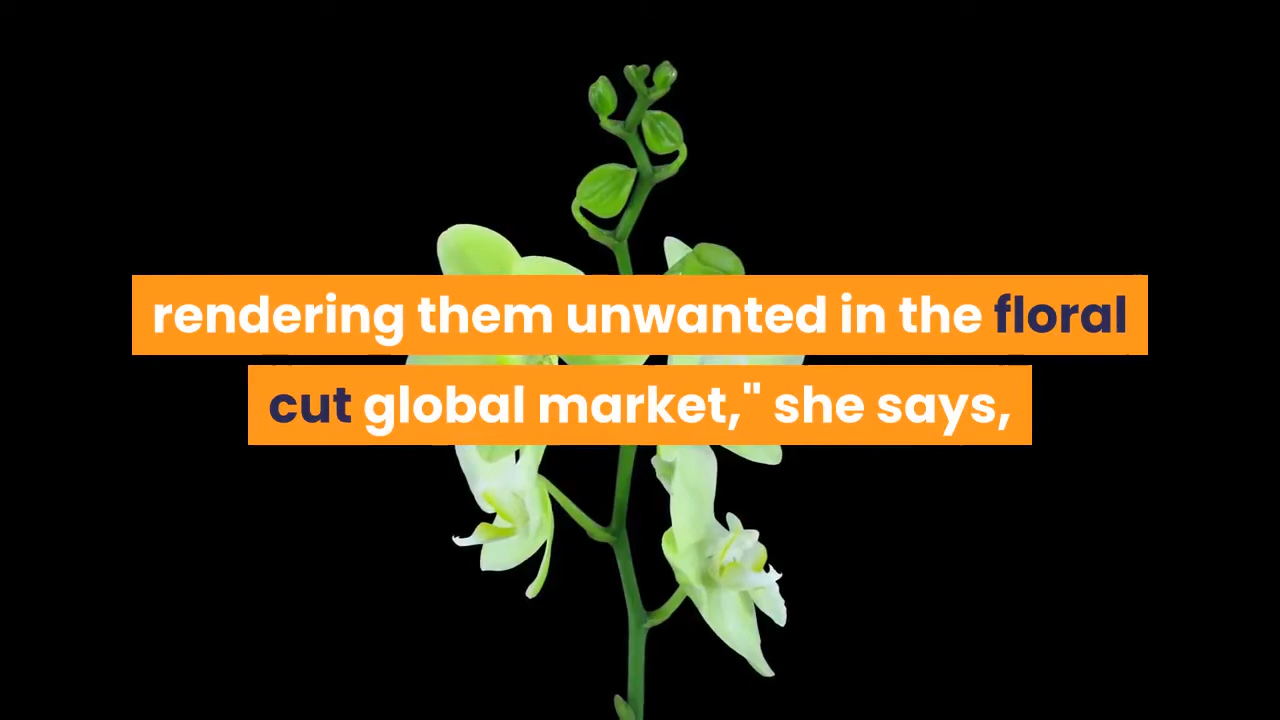 rendering them unwanted in the floral
cut global market," she says,